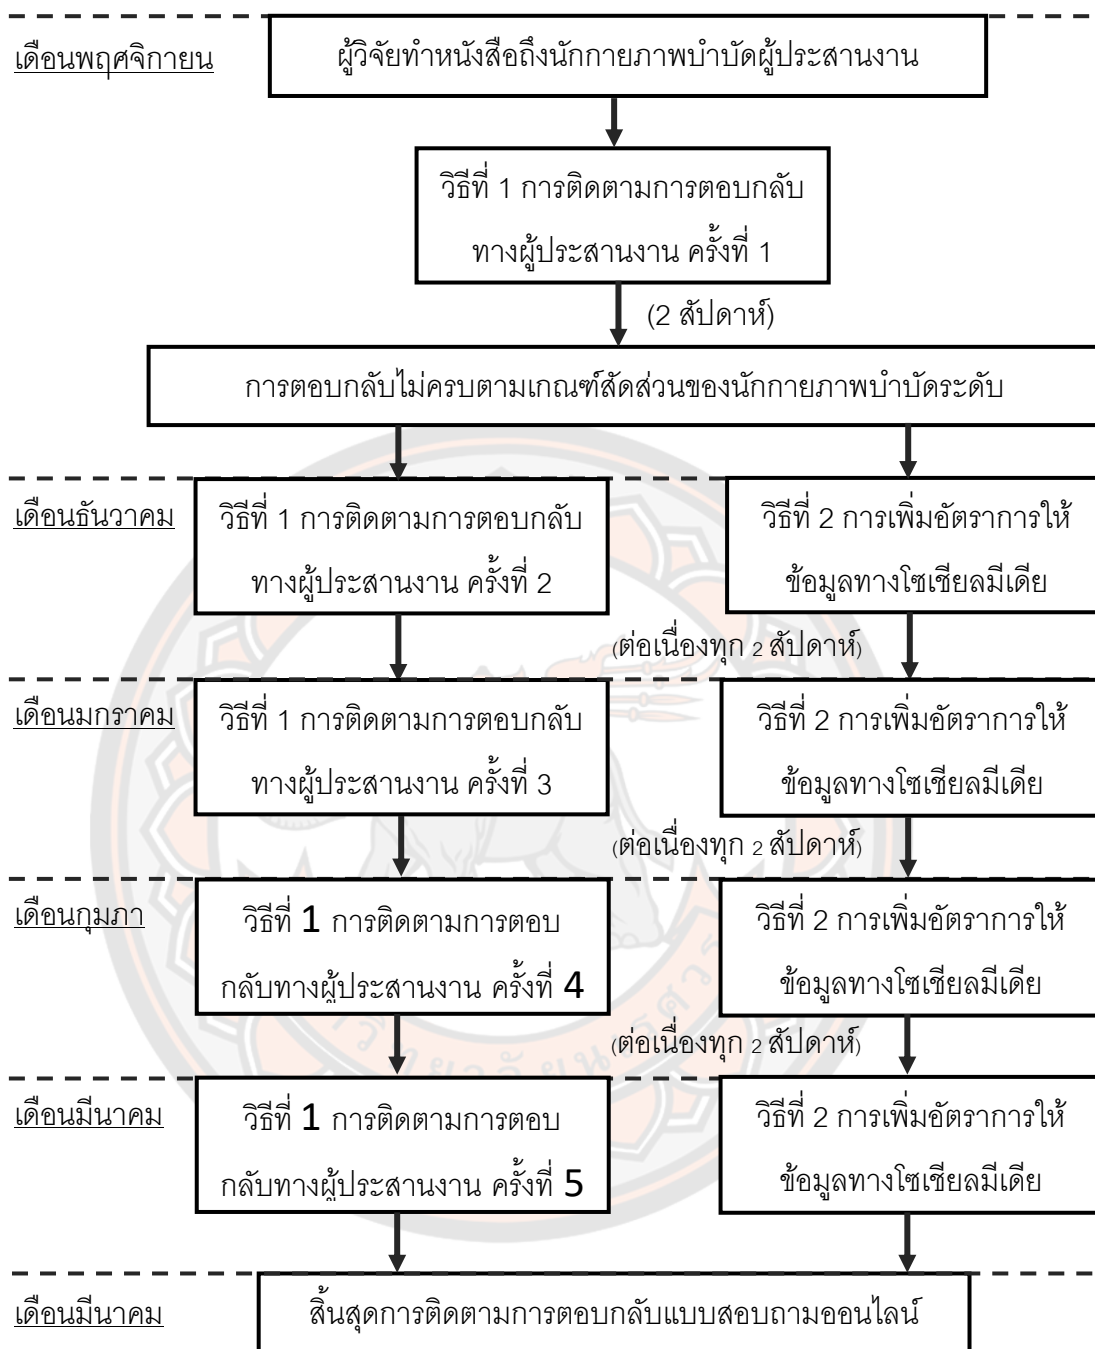 เดือนพฤศจิกายน
ผู้วิจัยทำหนังสือถึงนักกายภาพบำบัดผู้ประสานงาน
วิธีที่ 1 การติดตามการตอบกลับ
ทางผู้ประสานงาน ครั้งที่ 1
(2 สัปดาห์)
การตอบกลับไม่ครบตามเกณฑ์สัดส่วนของนักกายภาพบำบัดระดับ
เดือนธันวาคม
วิธีที่ 1 การติดตามการตอบกลับ
ทางผู้ประสานงาน ครั้งที่ 2
วิธีที่ 2 การเพิ่มอัตราการให้
ข้อมูลทางโซเชียลมีเดีย
(ต่อเนื่องทุก 2 สัปดาห์)
เดือนมกราคม
วิธีที่ 1 การติดตามการตอบกลับ
ทางผู้ประสานงาน ครั้งที่ 3
วิธีที่ 2 การเพิ่มอัตราการให้
ข้อมูลทางโซเชียลมีเดีย
(ต่อเนื่องทุก 2 สัปดาห์)
เดือนกุมภา
วิธีที่ 1 การติดตามการตอบ
กลับทางผู้ประสานงาน ครั้งที่ 4
วิธีที่ 2 การเพิ่มอัตราการให้
ข้อมูลทางโซเชียลมีเดีย
(ต่อเนื่องทุก 2 สัปดาห์)
เดือนมีนาคม
วิธีที่ 1 การติดตามการตอบ
กลับทางผู้ประสานงาน ครั้งที่ 5
วิธีที่ 2 การเพิ่มอัตราการให้
ข้อมูลทางโซเชียลมีเดีย
เดือนมีนาคม
สิ้นสุดการติดตามการตอบกลับแบบสอบถามออนไลน์